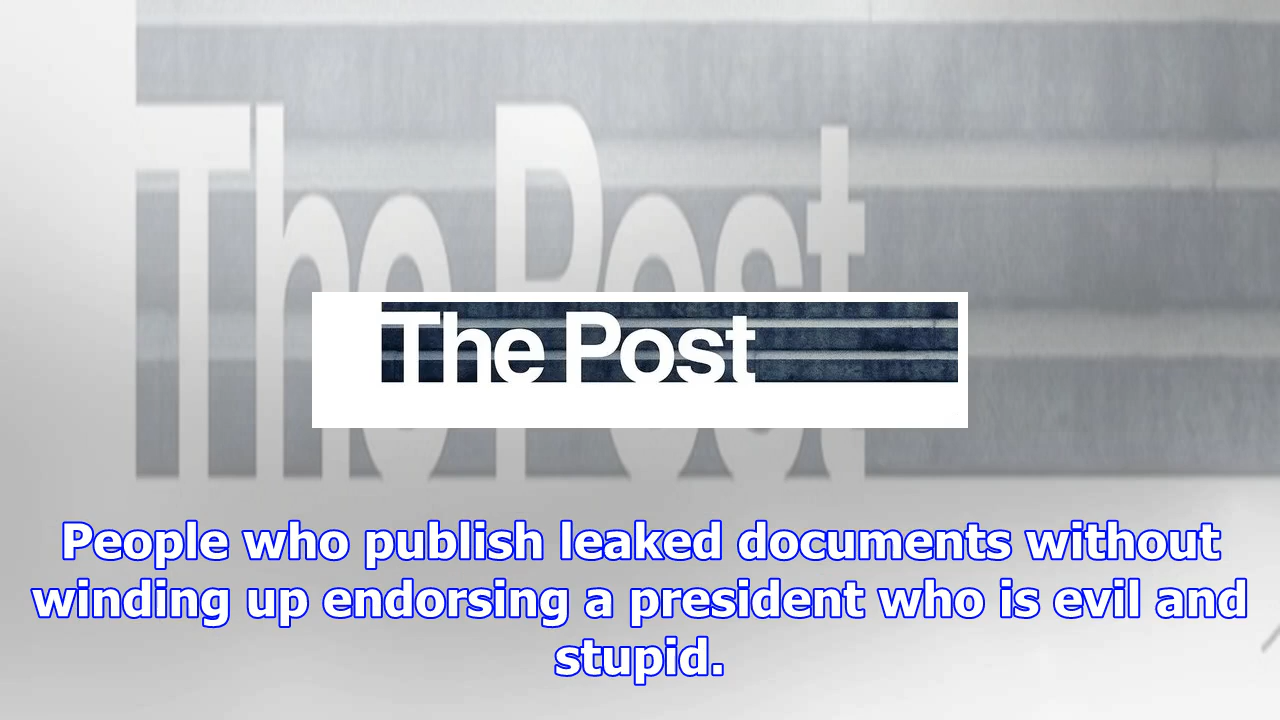 The Post
The Post
People who publish leaked documents without
winding up endorsing a president who is evil and
stupid.